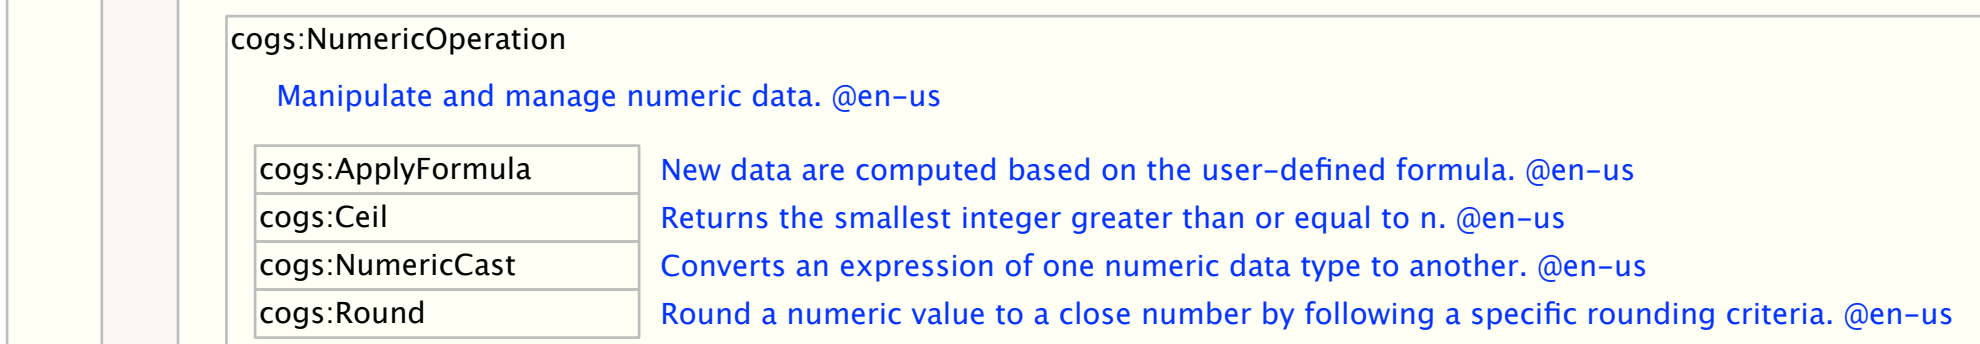 cogs:NumericOperation
Manipulate and manage numeric data. @en-us
cogs:ApplyFormula New data are computed based on the user-defined formula. @en-us
cogs:Ceil Returns the smallest integer greater than or equal to n. @en-us
cogs:NumericCast Converts an expression of one numeric data type to another. @en-us
cogs:Round Round a numeric value to a close number by following a specific rounding criteria. @en-us